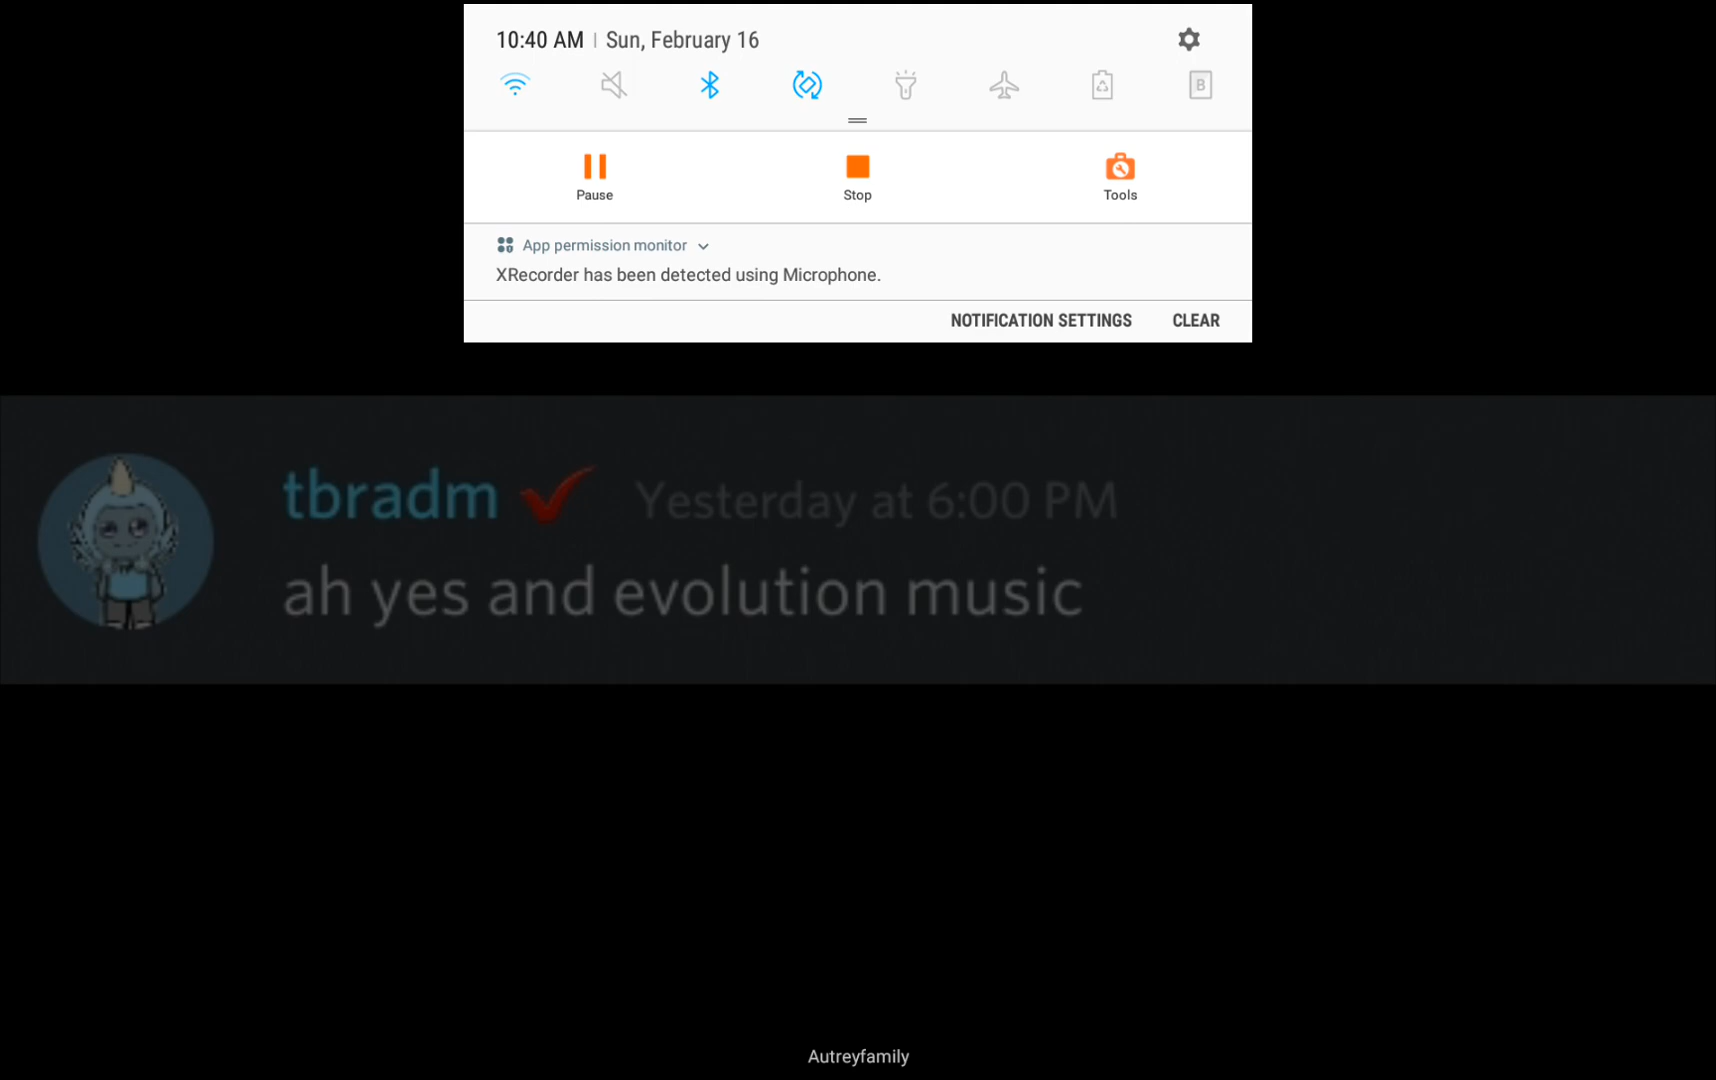 10:40 AM | Sun, February 16
B
Pause
Stop
Tools
App permission monitor
XRecorder has been detected using Microphone.
NOTIFICATION SETTINGS CLEAR
tbradm Yesterday at 6:00 PM
ah yes and evolution music
Autreyfamily